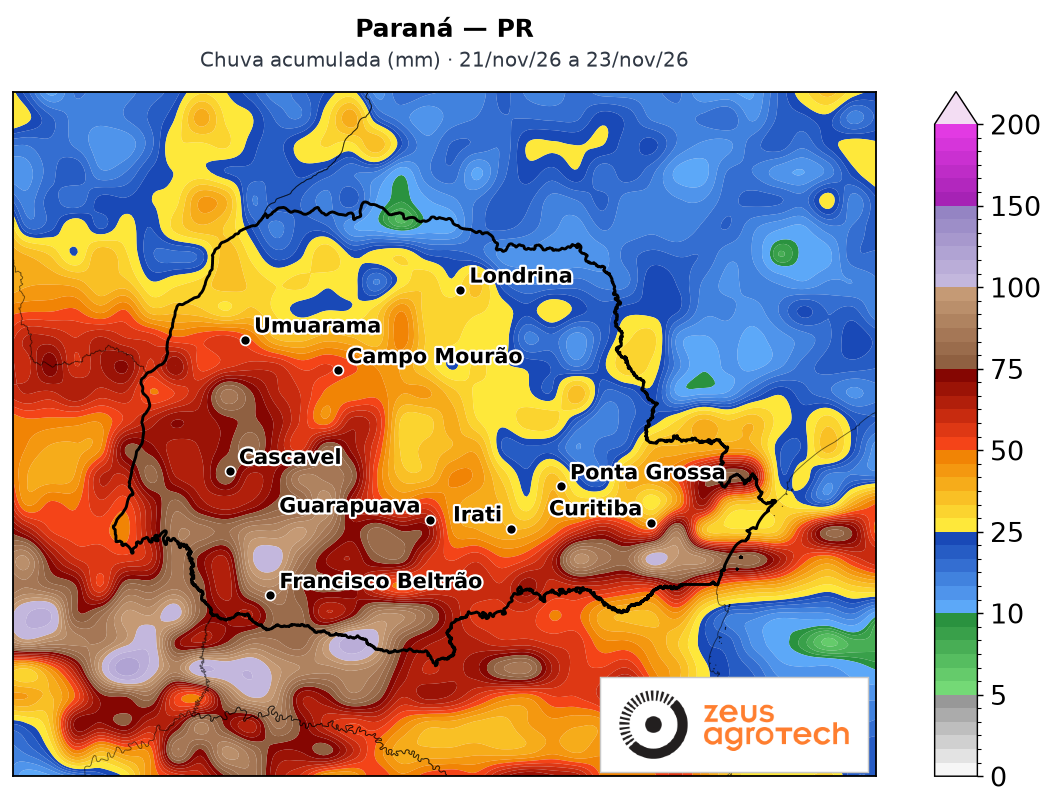 Paraná — PR
Chuva acumulada (mm) · 21/nov/26 a 23/nov/26
Londrina
Umuarama
Campo Mourão
Cascavel
Ponta Grossa
Guarapuava
Irati
Curitiba
Francisco Beltrão
zeus
agrotech
200
150
100
75
50
25
10
5
0